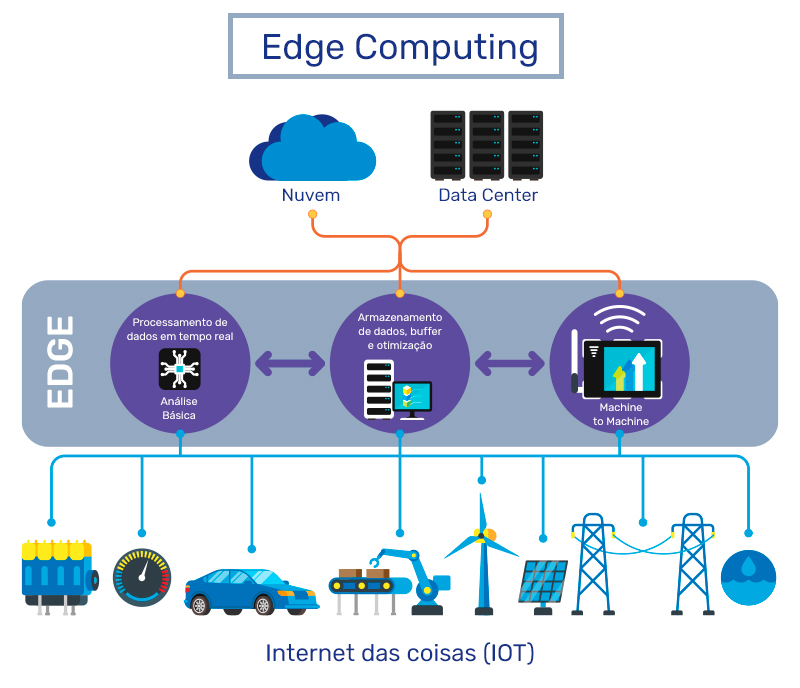 Edge Computing
Nuvem
Data Center
EDGE
Processamento de
dados em tempo real
Análise
Básica
Armazenamento
de dados, buffer
e otimização
Machine
to Machine
Internet das coisas (IOT)